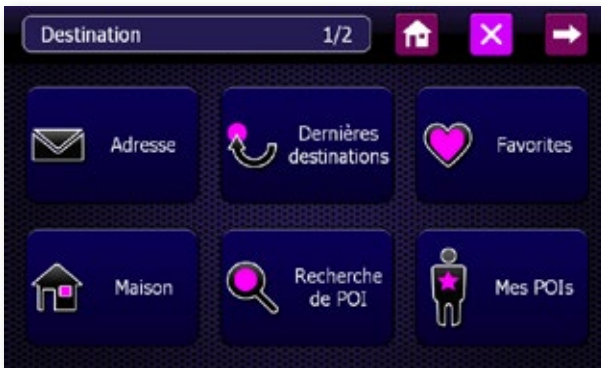 Destination 1/2
Adresse
Dernières
destinations
Favorites
Maison
Recherche
de POI
Mes POIs